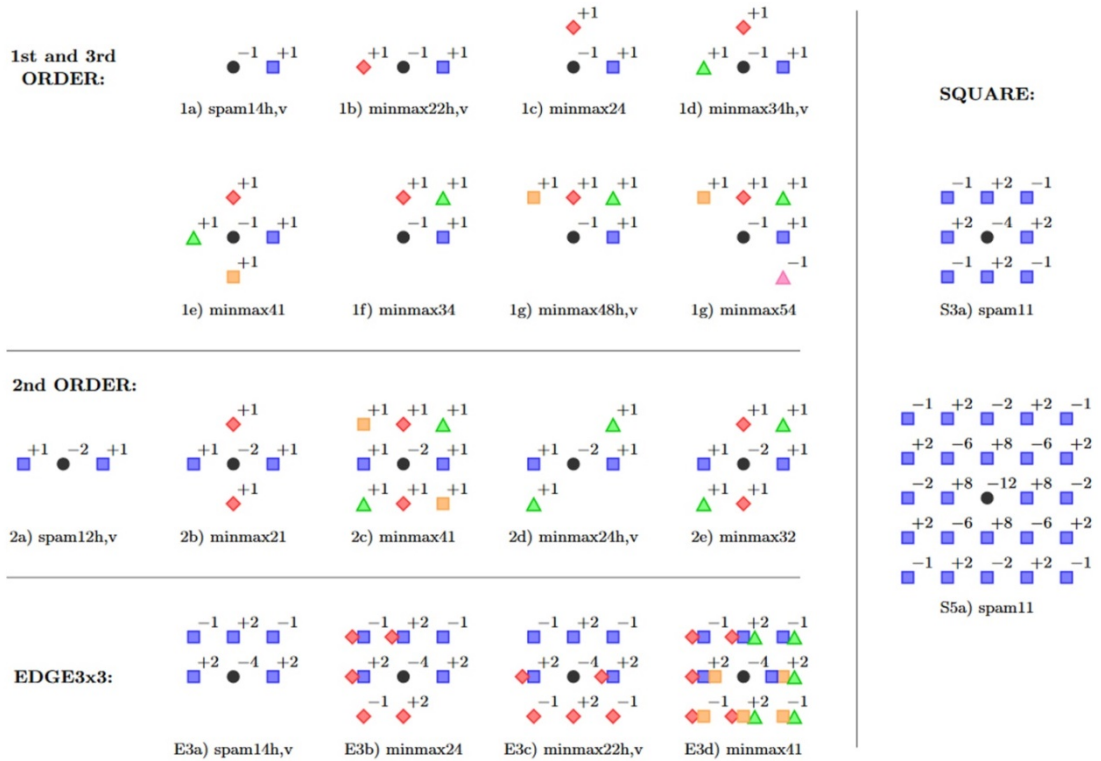 1st and 3rd
ORDER:
−1 +1
1a) spam14h,v
+1 −1 +1
1b) minmax22h,v
+1
−1 +1
1c) minmax24
+1
+1 −1 +1
1d) minmax34h,v
+1
+1 −1 +1
+1
1e) minmax41
+1 +1
−1 +1
1f) minmax34
+1 +1 +1
−1 +1
1g) minmax48h,v
+1 +1 +1
−1 +1
−1
1g) minmax54
2nd ORDER:
+1 −2 +1
2a) spam12h,v
+1
+1 −2 +1
+1
2b) minmax21
+1 +1 +1
+1 −2 +1
+1 +1 +1
2c) minmax41
+1
+1 −2 +1
+1
2d) minmax24h,v
+1 +1
+1 −2 +1
+1 +1
2e) minmax32
EDGE3x3:
−1 +2 −1
+2 −4 +2
E3a) spam14h,v
−1 +2 −1
+2 −4 +2
−1 +2
E3b) minmax24
−1 +2 −1
+2 −4 +2
−1 +2 −1
E3c) minmax22h,v
−1 +2 −1
+2 −4 +2
−1 +2 −1
E3d) minmax41
SQUARE:
−1 +2 −1
+2 −4 +2
−1 +2 −1
S3a) spam11
−1 +2 −2 +2 −1
+2 −6 +8 −6 +2
−2 +8 −12 +8 −2
+2 −6 +8 −6 +2
−1 +2 −2 +2 −1
S5a) spam11